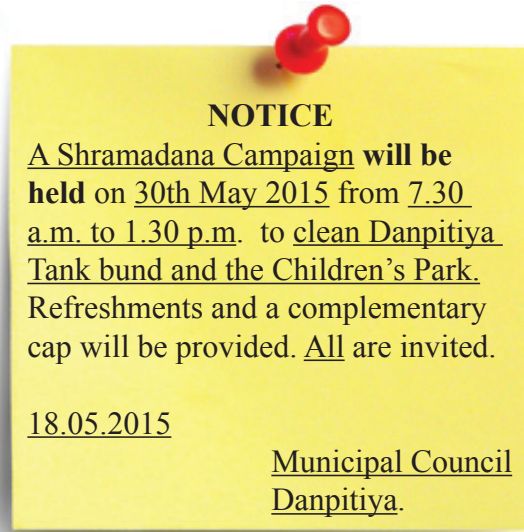 NOTICE
A Shramadana Campaign will be
held on 30th May 2015 from 7.30
a.m. to 1.30 p.m.  to clean Danpitiya
Tank bund and the Children's Park.
Refreshments and a complementary
cap will be provided. All are invited.
18.05.2015
Municipal Council
Danpitiya.